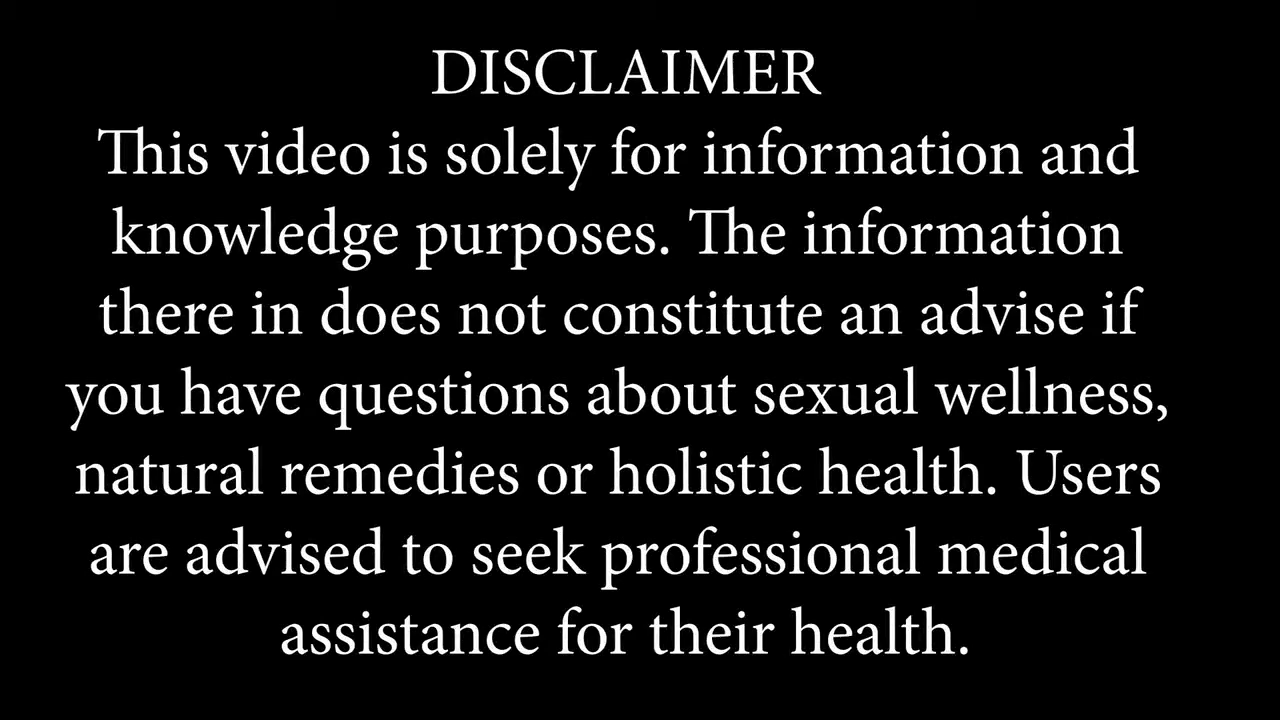 DISCLAIMER
This video is solely for information and
knowledge purposes. The information
there in does not constitute an advise if
you have questions about sexual wellness,
natural remedies or holistic health. Users
are advised to seek professional medical
assistance for their health.